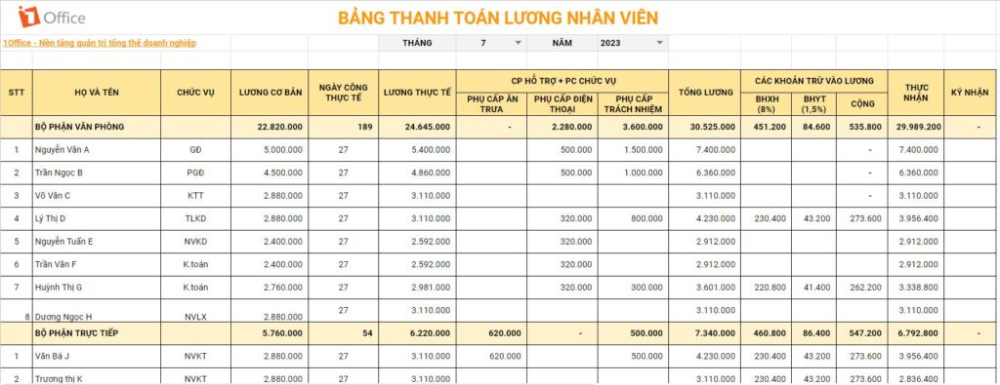 1Office
BẢNG THANH TOÁN LƯƠNG NHÂN VIÊN
1Office - Nền tảng quản trị tổng thể doanh nghiệp THÁNG 7 NĂM 2023
STT HỌ VÀ TÊN CHỨC VỤ LƯƠNG CƠ BẢN NGÀY CÔNG THỰC TẾ LƯƠNG THỰC TẾ CP HỖ TRỢ + PC CHỨC VỤ TỔNG LƯƠNG CÁC KHOẢN TRỪ VÀO LƯƠNG THỰC NHẬN KÝ NHẬN
PHỤ CẤP ĂN TRƯA PHỤ CẤP ĐIỆN THOẠI PHỤ CẤP TRÁCH NHIỆM BHXH (8%) BHYT (1,5%) CỘNG
BỘ PHẬN VĂN PHÒNG 22.820.000 189 24.645.000 - 2.280.000 3.600.000 30.525.000 451.200 84.600 535.800 29.989.200 -
1 Nguyễn Văn A GĐ 5.000.000 27 5.400.000 500.000 1.500.000 7.400.000 - 7.400.000
2 Trần Ngọc B PGĐ 4.500.000 27 4.860.000 500.000 1.000.000 6.360.000 - 6.360.000
3 Võ Văn C KTT 2.880.000 27 3.110.000 3.110.000 - 3.110.000
4 Lý Thị D TLKD 2.880.000 27 3.110.000 320.000 800.000 4.230.000 230.400 43.200 273.600 3.956.400
5 Nguyễn Tuấn E NVKD 2.400.000 27 2.592.000 320.000 2.912.000 2.912.000
6 Trần Văn F K.toán 2.400.000 27 2.592.000 320.000 2.912.000 2.912.000
7 Huỳnh Thị G K.toán 2.760.000 27 2.981.000 320.000 300.000 3.601.000 220.800 41.400 262.200 3.338.800
8 Dương Ngọc H NVLX 2.880.000 27 3.110.000 3.110.000 3.110.000
BỘ PHẬN TRỰC TIẾP 5.760.000 54 6.220.000 620.000 - 500.000 7.340.000 460.800 86.400 547.200 6.792.800 -
1 Văn Bá J NVKT 2.880.000 27 3.110.000 620.000 500.000 4.230.000 230.400 43.200 273.600 3.956.400
2 Trương thị K NVKT 2.880.000 27 3.110.000 3.110.000 230.400 43.200 273.600 2.836.400